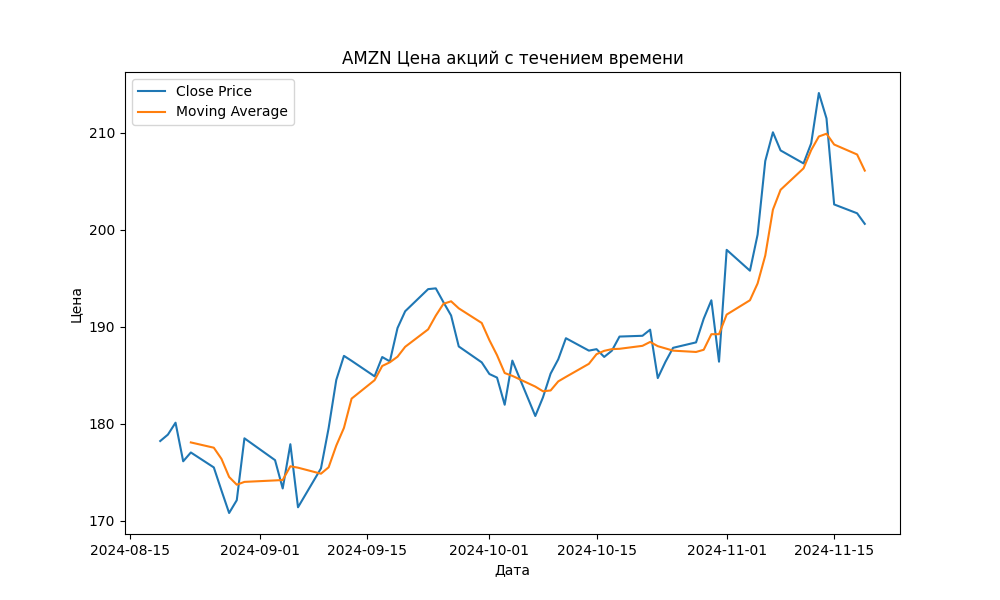 AMZN Цена акций с течением времени
Close Price
Moving Average
210
200
190
180
170
Цена
2024-08-15 2024-09-01 2024-09-15 2024-10-01 2024-10-15 2024-11-01 2024-11-15
Дата